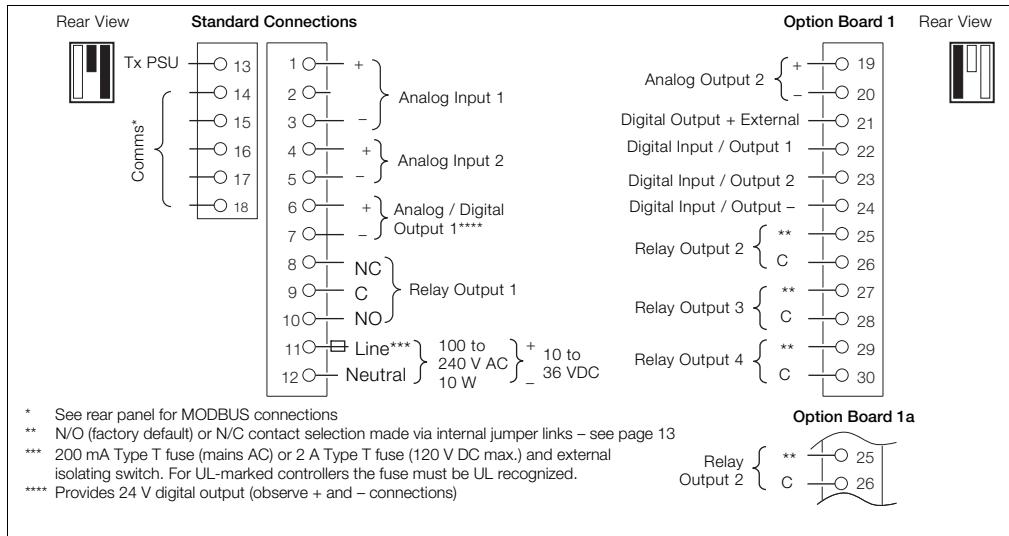 Rear View
Standard Connections
Option Board 1
Rear View
Tx PSU
13
14
15
16
17
18
Comms*
1 +
2
3 –
Analog Input 1
4 +
5 –
Analog Input 2
6 +
7 –
Analog / Digital
Output 1****
8 NC
9 C
10 NO
Relay Output 1
11 Line***
12 Neutral
100 to
240 V AC
10 W
+
–
10 to
36 VDC
Analog Output 2
+ 19
– 20
Digital Output + External 21
Digital Input / Output 1 22
Digital Input / Output 2 23
Digital Input / Output – 24
Relay Output 2
** 25
C 26
Relay Output 3
** 27
C 28
Relay Output 4
** 29
C 30
* See rear panel for MODBUS connections
** N/O (factory default) or N/C contact selection made via internal jumper links – see page 13
*** 200 mA Type T fuse (mains AC) or 2 A Type T fuse (120 V DC max.) and external
isolating switch. For UL-marked controllers the fuse must be UL recognized.
**** Provides 24 V digital output (observe + and – connections)
Option Board 1a
Relay
Output 2
** 25
C 26